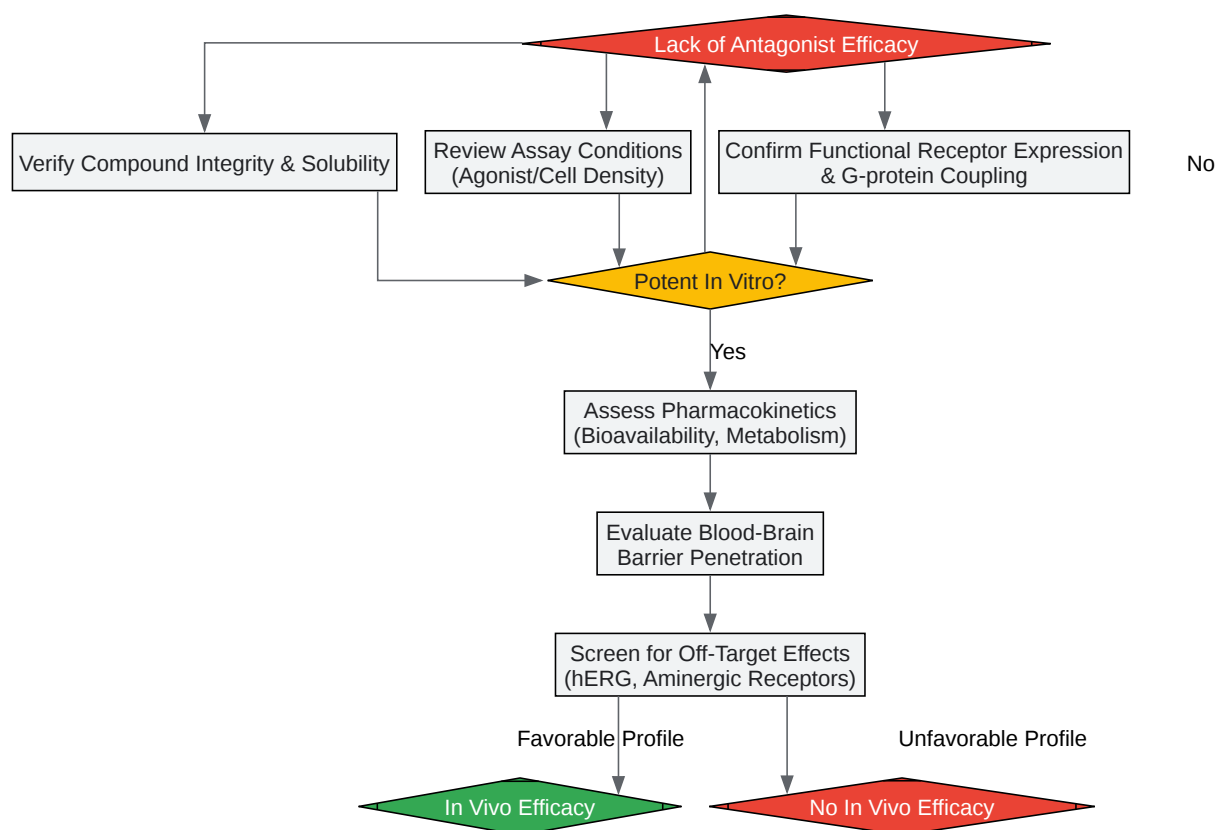 Lack of Antagonist Efficacy
Verify Compound Integrity & Solubility
Review Assay Conditions
(Agonist/Cell Density)
Confirm Functional Receptor Expression
& G-protein Coupling
No
Potent In Vitro?
Yes
Assess Pharmacokinetics
(Bioavailability, Metabolism)
Evaluate Blood-Brain
Barrier Penetration
Screen for Off-Target Effects
(hERG, Aminergic Receptors)
Favorable Profile
Unfavorable Profile
In Vivo Efficacy
No In Vivo Efficacy